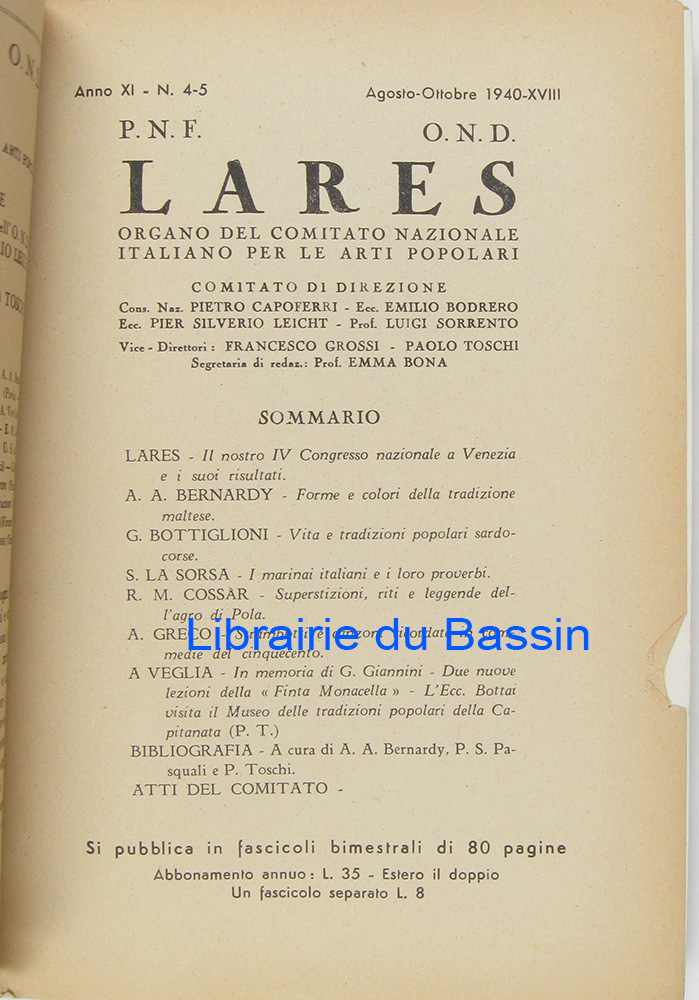 Anno XI - N. 4-5 Agosto-Ottobre 1940-XVIII
P. N. F. O. N. D.
LARES
ORGANO DEL COMITATO NAZIONALE
ITALIANO PER LE ARTI POPOLARI
COMITATO DI DIREZIONE
Cons. Naz. PIETRO CAPOFERRI - Ecc. EMILIO BODRERO
Ecc. PIER SILVERIO LEICHT - Prof. LUIGI SORRENTO
Vice - Direttori : FRANCESCO GROSSI - PAOLO TOSCHI
Segretaria di redaz.: Prof. EMMA BONA
SOMMARIO
LARES - Il nostro IV Congresso nazionale a Venezia
e i suoi risultati.
A. A. BERNARDY - Forme e colori della tradizione
maltese.
G. BOTTIGLIONI - Vita e tradizioni popolari sardo-
corse.
S. LA SORSA - I marinai italiani e i loro proverbi.
R. M. COSSÀR - Superstizioni, riti e leggende del-
l'agro di Pola.
A. GRECO - Strambotti e canzoni ricordate in com-
medie del cinquecento.
Librairie du Bassin
A VEGLIA - In memoria di G. Giannini - Due nuove
lezioni della « Finta Monacella » - L'Ecc. Bottai
visita il Museo delle tradizioni popolari della Ca-
pitanata (P. T.)
BIBLIOGRAFIA - A cura di A. A. Bernardy, P. S. Pa-
squali e P. Toschi.
ATTI DEL COMITATO -
Si pubblica in fascicoli bimestrali di 80 pagine
Abbonamento annuo : L. 35 - Estero il doppio
Un fascicolo separato L. 8